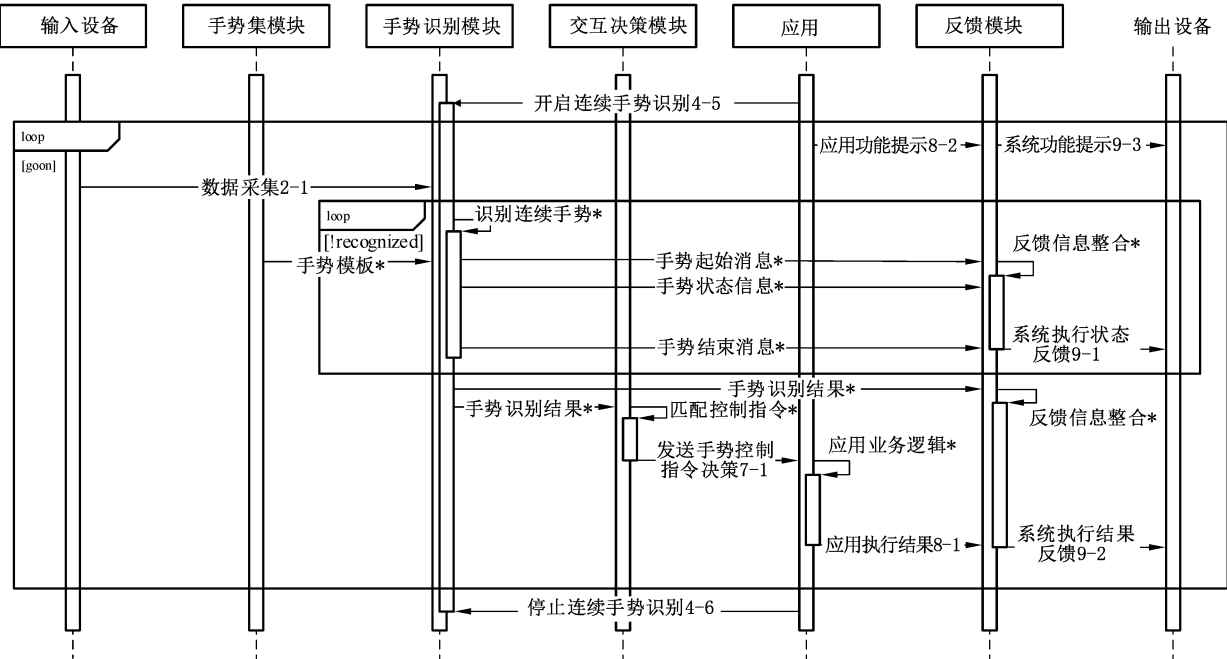 输入设备
手势集模块
手势识别模块
交互决策模块
应用
反馈模块
输出设备
开启连续手势识别4-5
loop
应用功能提示8-2
系统功能提示9-3
[goon]
数据采集2-1
loop
识别连续手势*
[!recognized]
手势模板*
手势起始消息*
反馈信息整合*
手势状态信息*
手势结束消息*
系统执行状态
反馈9-1
手势识别结果*
手势识别结果*
匹配控制指令*
反馈信息整合*
发送手势控制
指令决策7-1
应用业务逻辑*
应用执行结果8-1
系统执行结果
反馈9-2
停止连续手势识别4-6